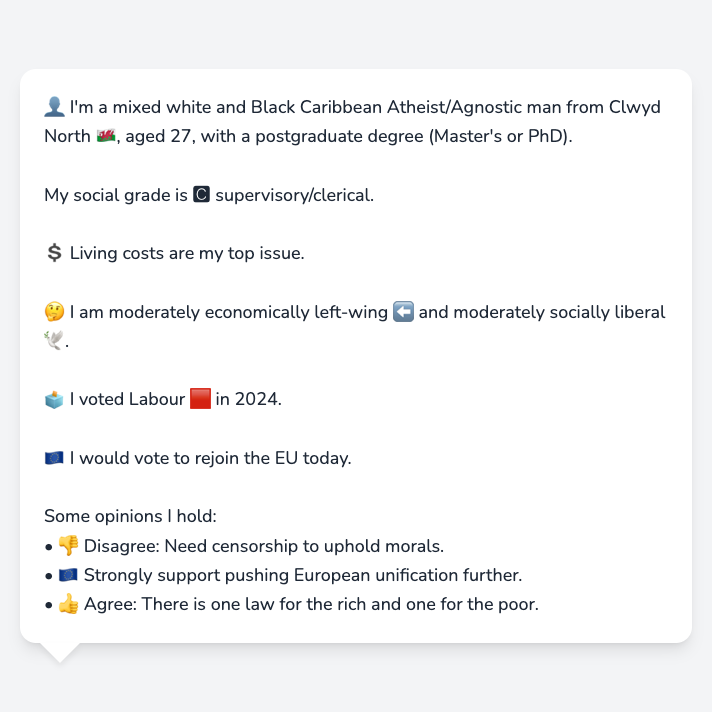 👤 I'm a mixed white and Black Caribbean Atheist/Agnostic man from Clwyd
North 🏴󠁧󠁢󠁷󠁬󠁳󠁿, aged 27, with a postgraduate degree (Master's or PhD).
My social grade is 🅲 supervisory/clerical.
💲 Living costs are my top issue.
🤔 I am moderately economically left-wing ⬅️ and moderately socially liberal
🕊️.
🗳️ I voted Labour 🟥 in 2024.
🇪🇺 I would vote to rejoin the EU today.
Some opinions I hold:
• 👎 Disagree: Need censorship to uphold morals.
• 🇪🇺 Strongly support pushing European unification further.
• 👍 Agree: There is one law for the rich and one for the poor.